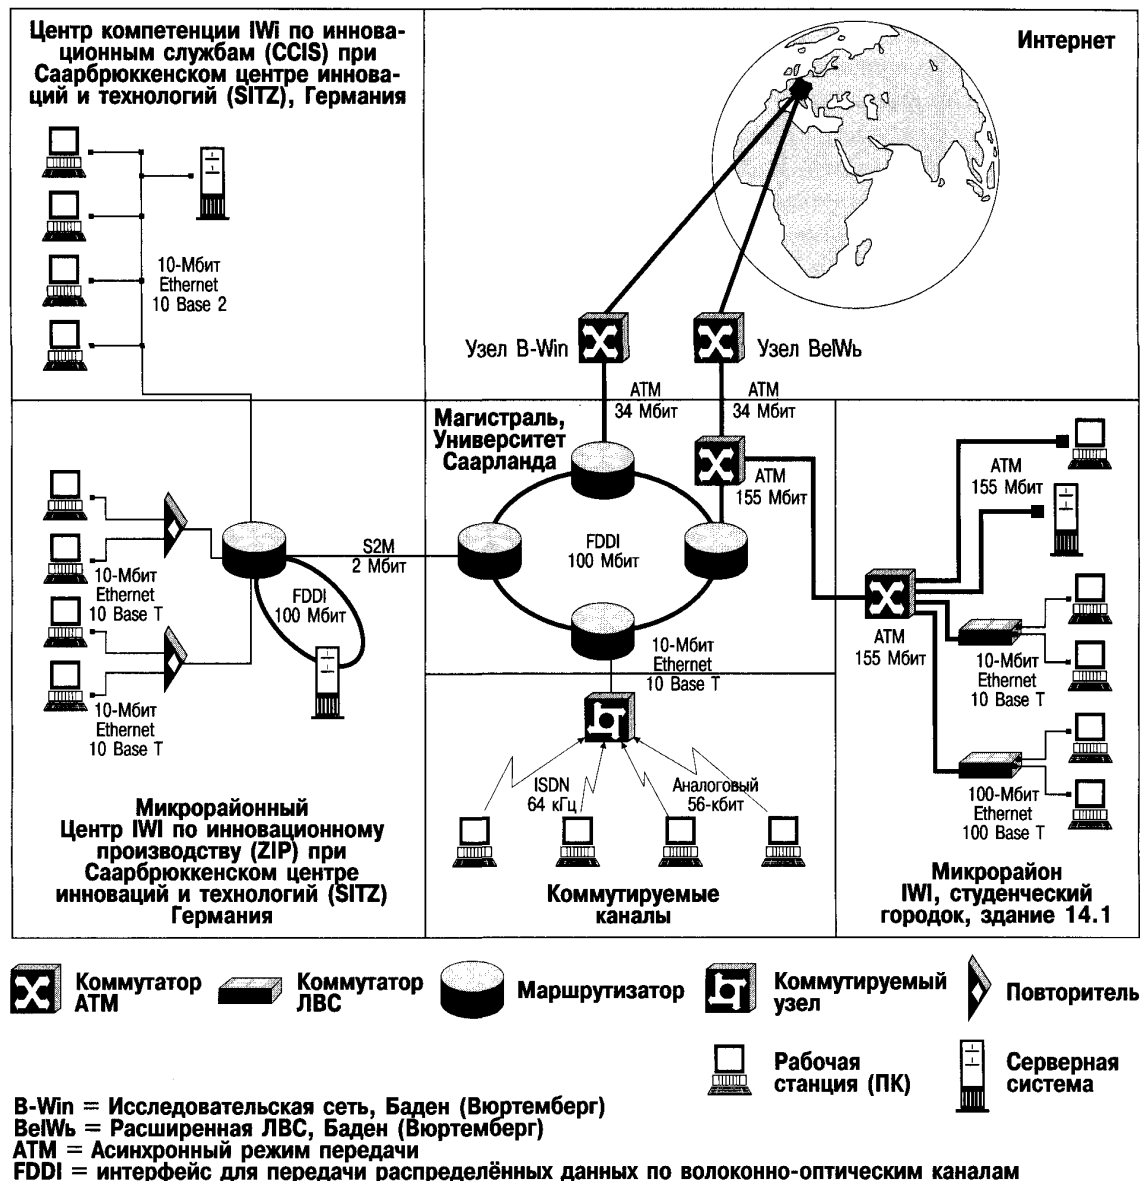 Центр компетенции IWi по иннова-
ционным службам (CCIS) при
Саарбрюккенском центре иннова-
ций и технологий (SITZ), Германия
10-Мбит
Ethernet
10 Base 2
Интернет
Узел B-Win
Узел BelWь
ATM
34 Мбит
ATM
34 Мбит
Магистраль,
Университет
Саарланда
ATM
155 Мбит
FDDI
100 Мбит
S2M
2 Мбит
10-Мбит
Ethernet
10 Base T
10-Мбит
Ethernet
10 Base T
FDDI
100 Мбит
10-Мбит
Ethernet
10 Base T
Микрорайонный
Центр IWI по инновационному
производству (ZIP) при
Саарбрюккенском центре
инноваций и технологий (SITZ)
Германия
ISDN
64 кГц
Аналоговый
56-кбит
Коммутируемые
каналы
ATM
155 Мбит
ATM
155 Мбит
10-Мбит
Ethernet
10 Base T
100-Мбит
Ethernet
100 Base T
Микрорайон
IWI, студенческий
городок, здание 14.1
Коммутатор
АТМ
Коммутатор
ЛВС
Маршрутизатор
Коммутируемый
узел
Повторитель
Рабочая
станция (ПК)
Серверная
система
B-Win = Исследовательская сеть, Баден (Вюртемберг)
BelWь = Расширенная ЛВС, Баден (Вюртемберг)
ATM = Асинхронный режим передачи
FDDI = интерфейс для передачи распределённых данных по волоконно-оптическим каналам